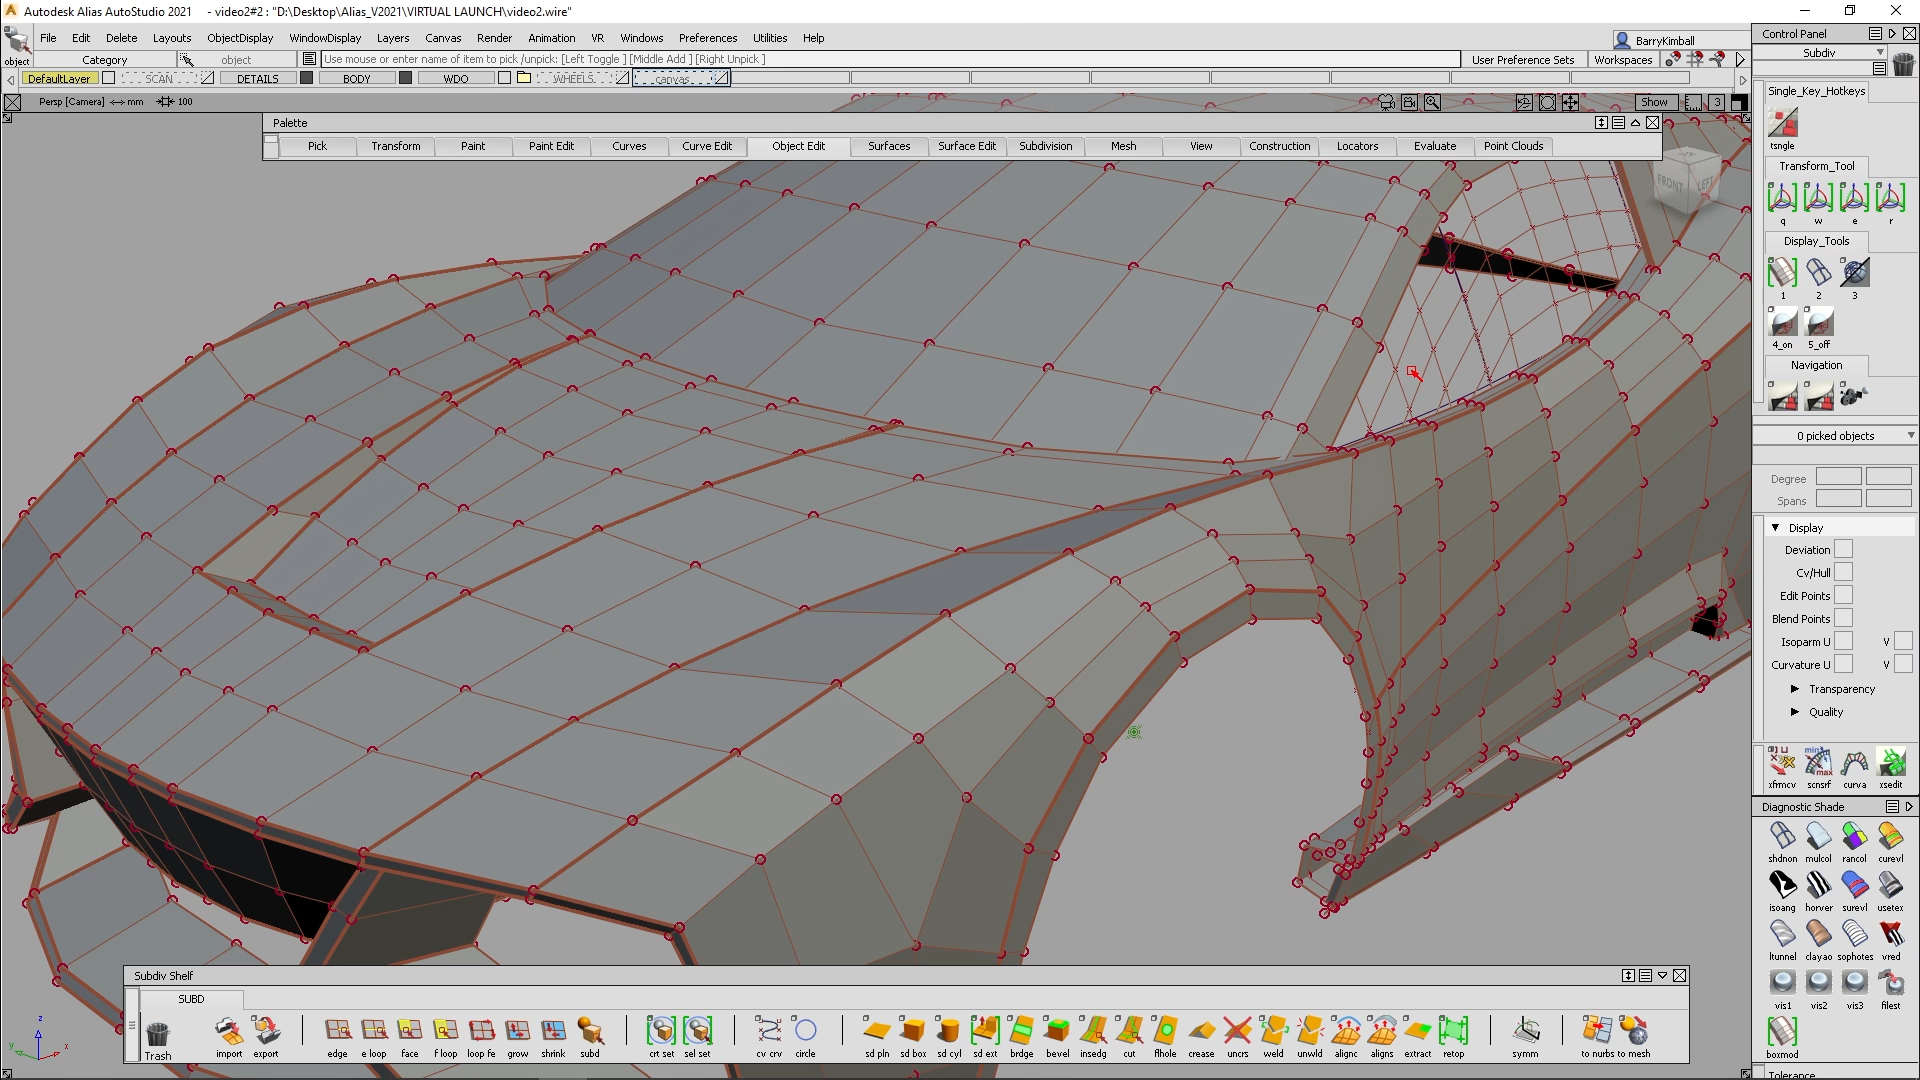 Autodesk Alias AutoStudio 2021 - video2#2 : "D:\Desktop\Alias_V2021\VIRTUAL LAUNCH\video2.wire"
File Edit Delete Layouts ObjectDisplay WindowDisplay Layers Canvas Render Animation VR Windows Preferences Utilities Help
BarryKimball
object Category object Use mouse or enter name of item to pick /unpick: [Left Toggle ] [Middle Add ] [Right Unpick ] User Preference Sets Workspaces
DefaultLayer SCAN DETAILS BODY WDO WHEELS canvas
Persp [Camera] mm 100 Show 3
Palette
Pick Transform Paint Paint Edit Curves Curve Edit Object Edit Surfaces Surface Edit Subdivision Mesh View Construction Locators Evaluate Point Clouds
FRONT LEFT
Control Panel
Subdiv
Single_Key_Hotkeys
tsngle
Transform_Tool
q w e r
Display_Tools
1 2 3
4_on 5_off
Navigation
0 picked objects
Degree
Spans
Display
Deviation
Cv/Hull
Edit Points
Blend Points
Isoparm U V
Curvature U V
Transparency
Quality
min max
xfrmcv scnsrf curva xsedit
Diagnostic Shade
shdnon mulcol rancol curevl
isoang horver surevl usetex
ltunnel clayao sophotes vred
vis1 vis2 vis3 filest
boxmod
Tolerance
Subdiv Shelf
SUBD
Trash import export edge e loop face f loop loop fe grow shrink subd crt set sel set cv crv circle sd pln sd box sd cyl sd ext brdge bevel insedg cut flhole crease uncrs weld unwld alignc aligns extract retop symm to nurbs to mesh
z
y x